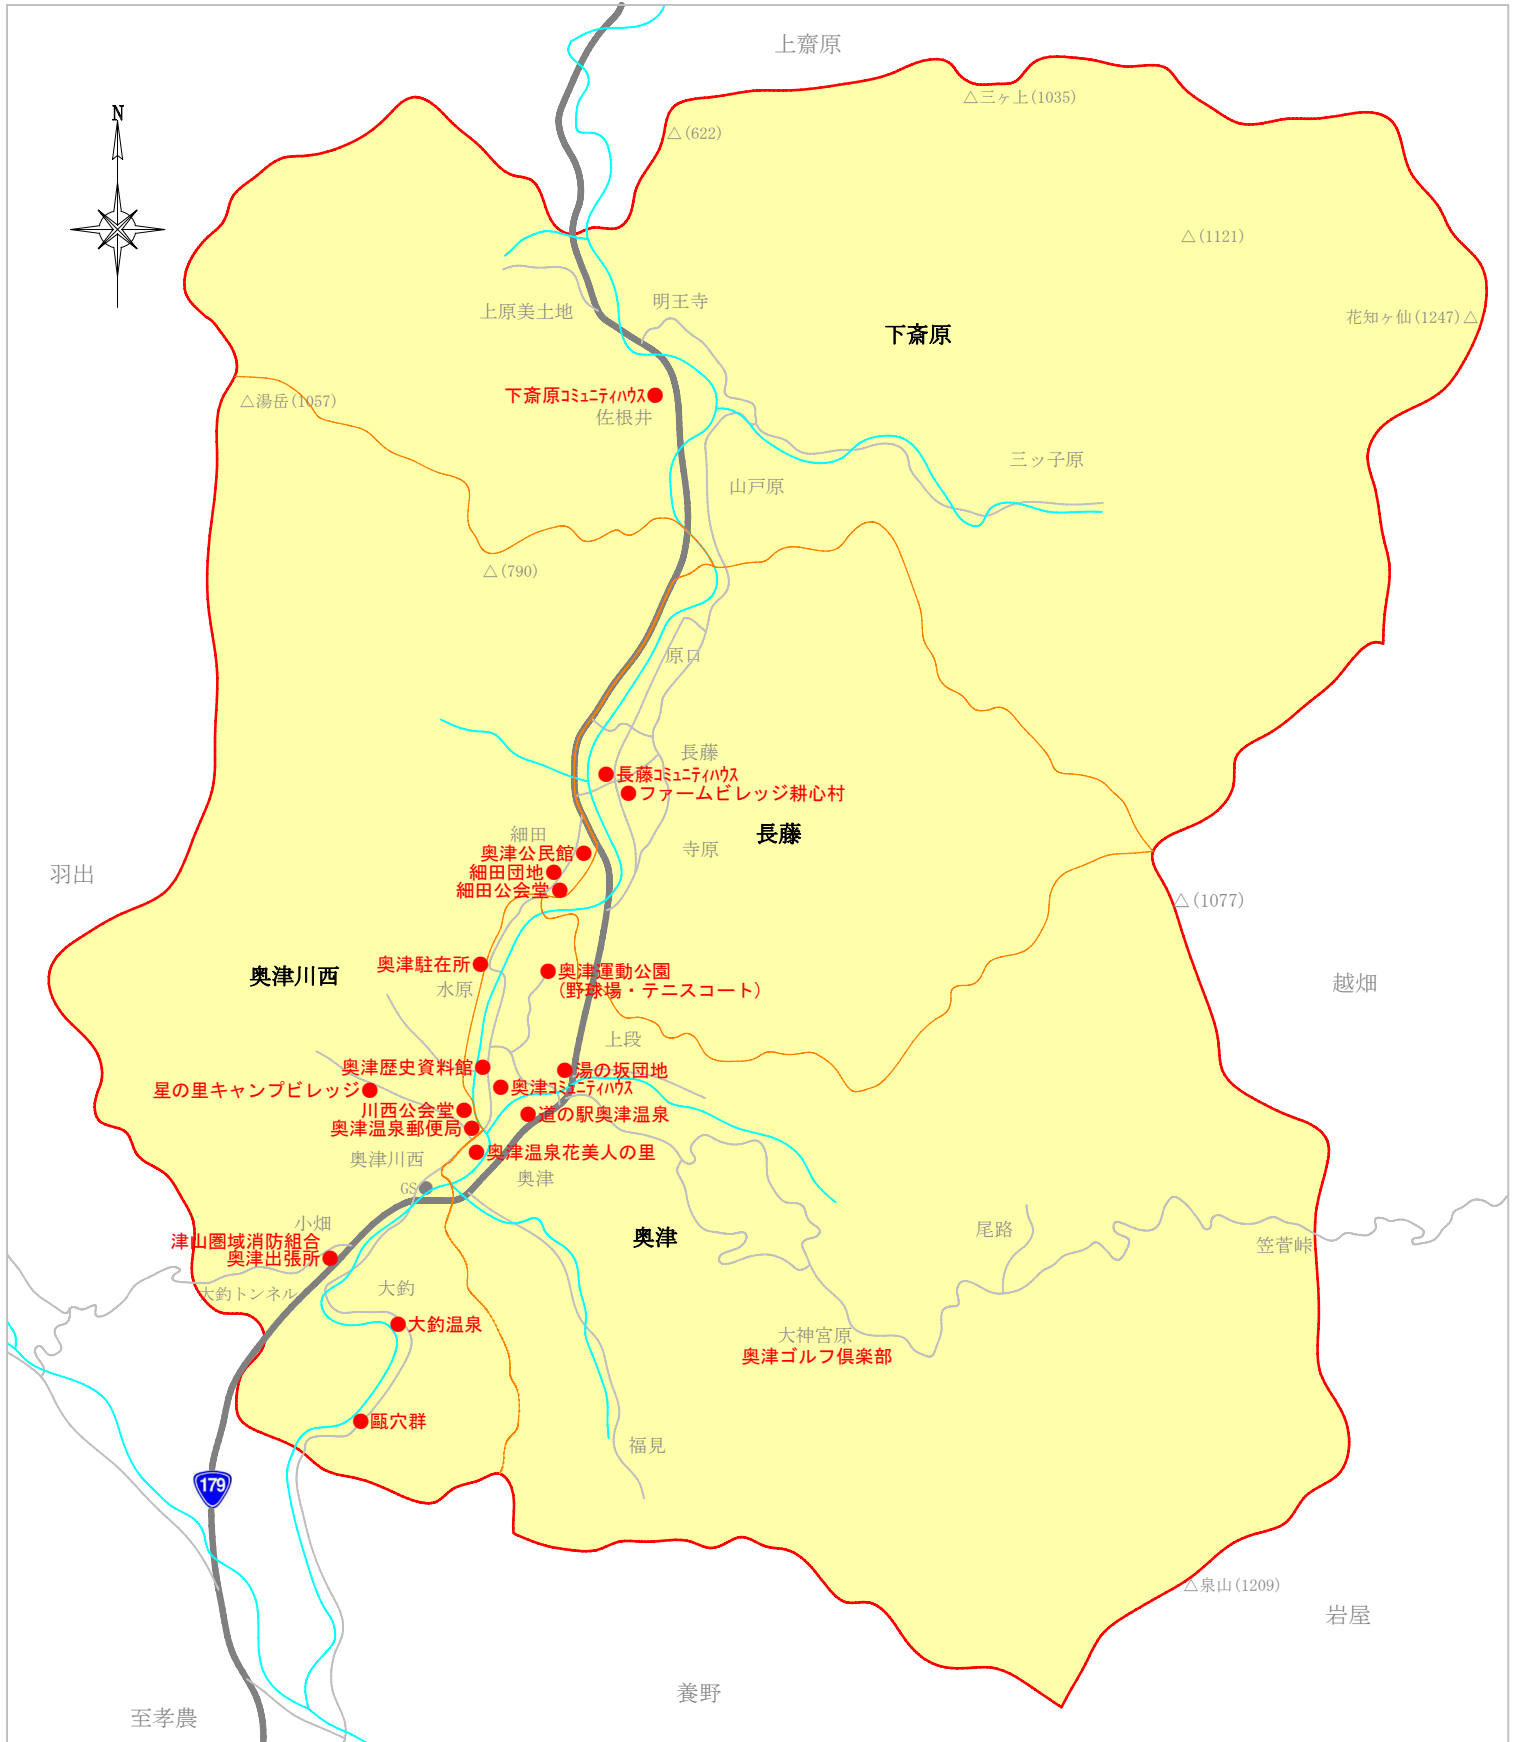 上齋原
N
△三ヶ上(1035)
△(622)
△(1121)
明王寺
上原美土地
花知ヶ仙(1247)△
下斎原
下斎原ｺﾐｭﾆﾃｨﾊｳｽ
△湯岳(1057)
佐根井
三ッ子原
山戸原
△(790)
原口
長藤
長藤ｺﾐｭﾆﾃｨﾊｳｽ
ファームビレッジ耕心村
細田
長藤
奥津公民館
寺原
細田団地
細田公会堂
羽出
△(1077)
奥津駐在所
奥津運動公園
(野球場・テニスコート)
奥津川西
水原
越畑
上段
奥津歴史資料館
湯の坂団地
星の里キャンプビレッジ
奥津ｺﾐｭﾆﾃｨﾊｳｽ
川西公会堂
道の駅奥津温泉
奥津温泉郵便局
奥津温泉花美人の里
奥津川西
奥津
GS
小畑
尾路
津山圏域消防組合
奥津出張所
奥津
笠菅峠
大釣トンネル
大釣
大釣温泉
大神宮原
奥津ゴルフ倶楽部
甌穴群
福見
179
△泉山(1209)
岩屋
養野
至孝農